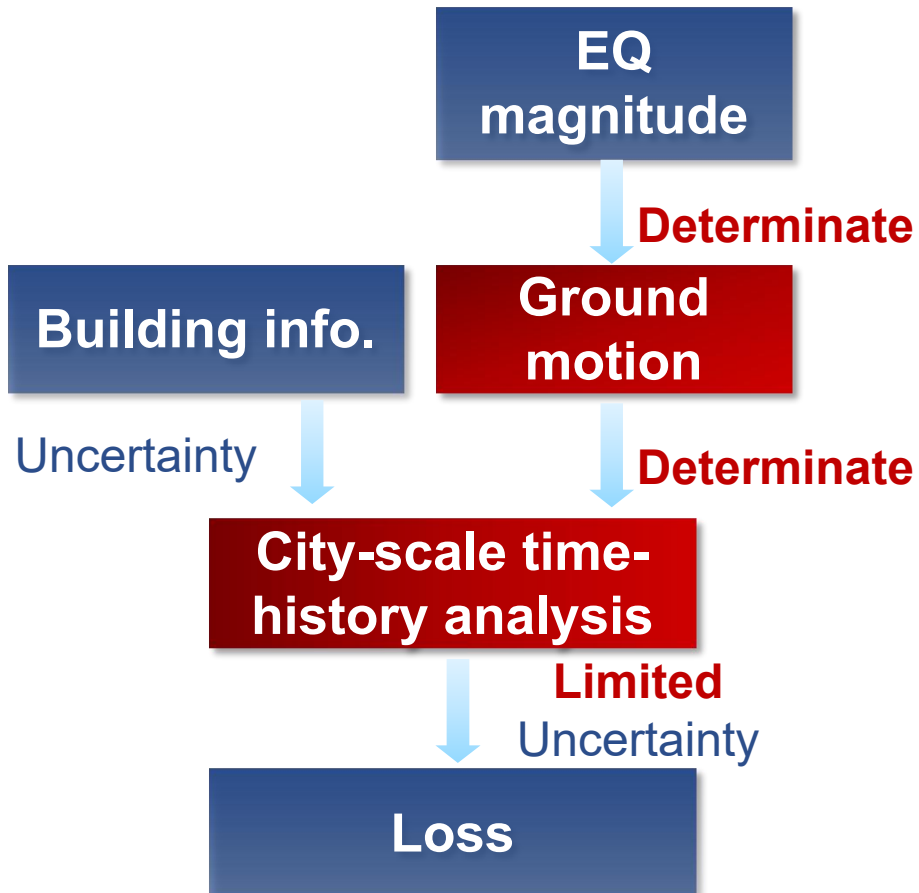 EQ
magnitude
Determinate
Building info.
Ground
motion
Uncertainty
Determinate
City-scale time-
history analysis
Limited
Uncertainty
Loss